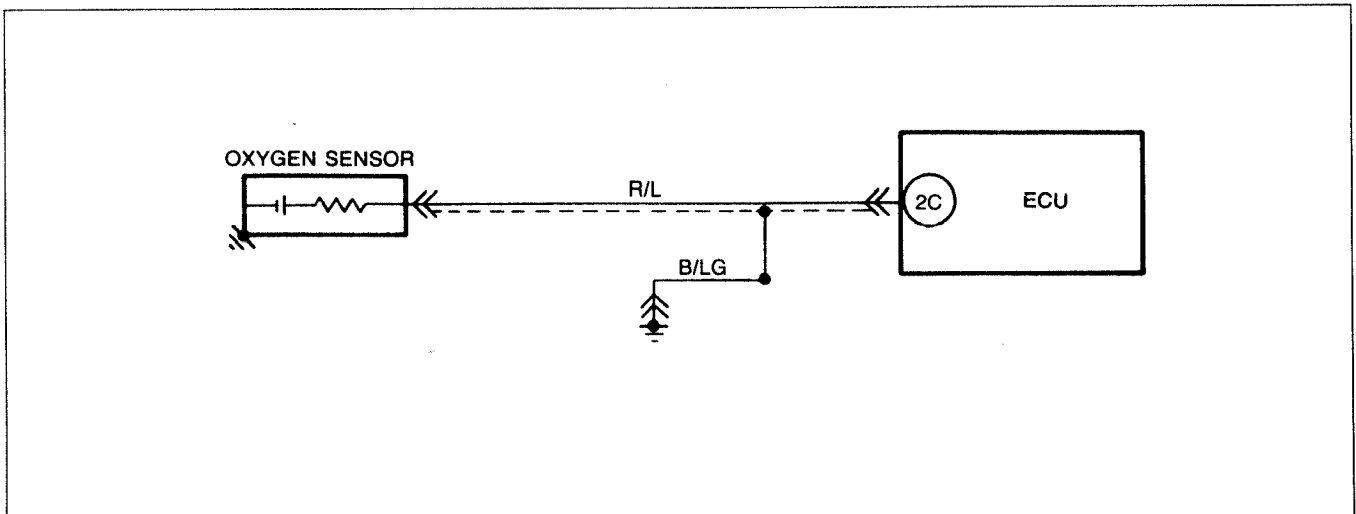 OXYGEN SENSOR
R/L
2C
ECU
B/LG